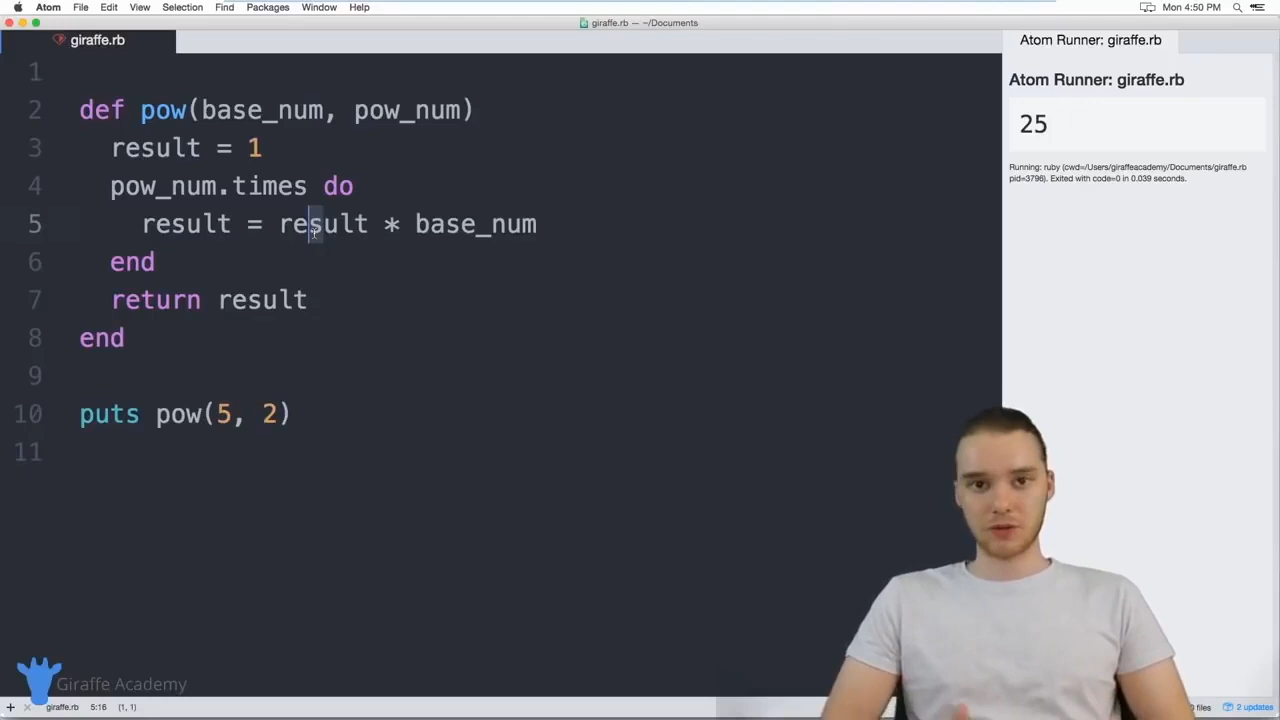 Atom File Edit View Selection Find Packages Window Help Mon 4:50 PM
giraffe.rb — ~/Documents
giraffe.rb
Atom Runner: giraffe.rb
1
2 def pow(base_num, pow_num)
3 result = 1
4 pow_num.times do
5 result = result * base_num
6 end
7 return result
8 end
9
10 puts pow(5, 2)
11
Atom Runner: giraffe.rb
25
Running: ruby (cwd=/Users/giraffeacademy/Documents/giraffe.rb
pid=3796). Exited with code=0 in 0.039 seconds.
Giraffe Academy
giraffe.rb 5:16 (1, 1) files 2 updates